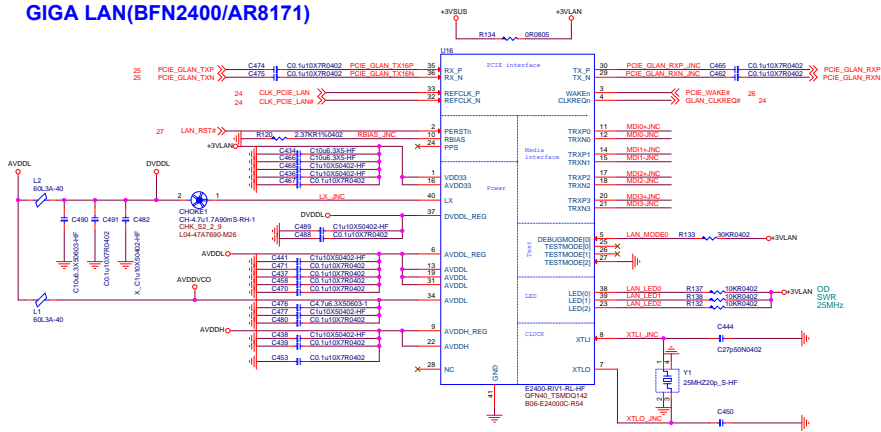 GIGA LAN(BFN2400/AR8171)
+3VSUS
+3VLAN
R134 0R0805
U16
PCIE interface
25 PCIE_GLAN_TXP C474 C0.1u10X7R0402 PCIE_GLAN_TX16P 35 RX_P
25 PCIE_GLAN_TXN C475 C0.1u10X7R0402 PCIE_GLAN_TX16N 36 RX_N
TX_P 30 PCIE_GLAN_RXP_JNC C465 C0.1u10X7R0402 PCIE_GLAN_RXP
TX_N 29 PCIE_GLAN_RXN_JNC C462 C0.1u10X7R0402 PCIE_GLAN_RXN
24 CLK_PCIE_LAN 33 REFCLK_P
24 CLK_PCIE_LAN# 32 REFCLK_N
WAKEn 3 PCIE_WAKE# 26
CLKREQn 4 GLAN_CLKREQ# 24
27 LAN_RST# 2 PERSTn
R120 2.37KR1%0402 RBIAS_JNC 10 RBIAS
+3VLAN 24 PPS
Media interface
TRXP0 11 MDI0+JNC
TRXN0 12 MDI0-JNC
TRXP1 14 MDI1+JNC
TRXN1 15 MDI1-JNC
TRXP2 17 MDI2+JNC
TRXN2 18 MDI2-JNC
TRXP3 20 MDI3+JNC
TRXN3 21 MDI3-JNC
C434 C10u6.3X5-HF
C466 C10u6.3X5-HF
C468 C1u10X50402-HF
C436 C1u10X50402-HF
C467 C0.1u10X7R0402
1 VDD33
16 AVDD33
Power
AVDDL
DVDDL
L2
60L3A-40
2 1 LX_JNC 40 LX
CHOKE1
CH-4.7u1.7A90mS-RH-1
CHK_S2_2_9
L04-47A7690-M26
C490
C10u6.3X50603-HF
C491
C0.1u10X7R0402
C482
X_C1u10X50402-HF
DVDDL 37 DVDDL_REG
C489 C1u10X50402-HF
C488 C0.1u10X7R0402
AVDDL 6 AVDDL_REG
C441 C1u10X50402-HF
C471 C0.1u10X7R0402
C437 C0.1u10X7R0402
C458 C0.1u10X7R0402
C470 C0.1u10X7R0402
13 AVDDL
19 AVDDL
31 AVDDL
AVDDVCO
34 AVDDL
L1
60L3A-40
C476 C4.7u6.3X50603-1
C477 C1u10X50402-HF
C480 C0.1u10X7R0402
AVDDH 9 AVDDH_REG
C438 C1u10X50402-HF
C439 C0.1u10X7R0402
22 AVDDH
C453 C0.1u10X7R0402
28 NC
Test
DEBUGMODE[0] 5 LAN_MODE0 R133 30KR0402 +3VLAN
TESTMODE[0] 25
TESTMODE[1] 26
TESTMODE[2] 27
LED
LED(0) 38 LAN_LED0 R137 10KR0402 +3VLAN
LED(1) 39 LAN_LED1 R138 10KR0402
LED(2) 23 LAN_LED2 R132 10KR0402
OD
SWR
25MHz
CLOCK
XTLI 8 XTLI_JNC C444
C27p50N0402
XTLO 7
1 4
Y1
25MHZ20p_S-HF
2 3
XTLO_JNC C450
GND
41
E2400-RIV1-RL-HF
QFN40_TSMDQ142
B06-E24000C-R54